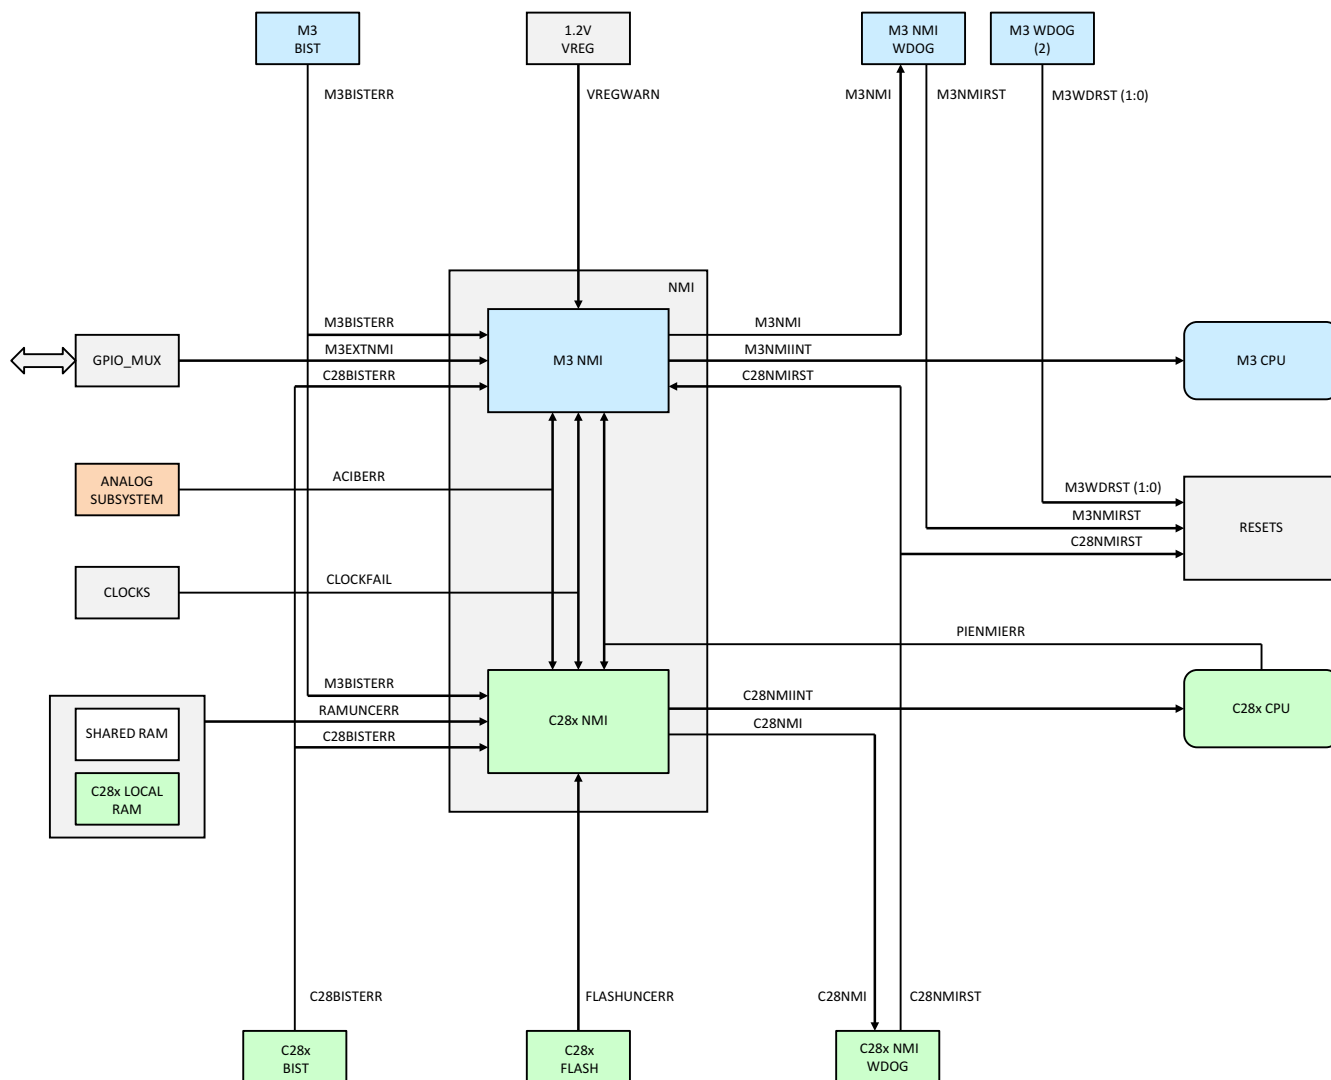 M3
BIST
1.2V
VREG
M3 NMI
WDOG
M3 WDOG
(2)
M3BISTERR
VREGWARN
M3NMI
M3NMIRST
M3WDRST (1:0)
NMI
M3BISTERR
M3EXTNMI
C28BISTERR
GPIO_MUX
M3 NMI
M3NMI
M3NMIINT
C28NMIRST
M3 CPU
ANALOG
SUBSYSTEM
ACIBERR
M3WDRST (1:0)
M3NMIRST
C28NMIRST
RESETS
CLOCKS
CLOCKFAIL
PIENMIERR
SHARED RAM
C28x LOCAL
RAM
M3BISTERR
RAMUNCERR
C28BISTERR
C28x NMI
C28NMIINT
C28NMI
C28x CPU
C28BISTERR
FLASHUNCERR
C28NMI
C28NMIRST
C28x
BIST
C28x
FLASH
C28x NMI
WDOG